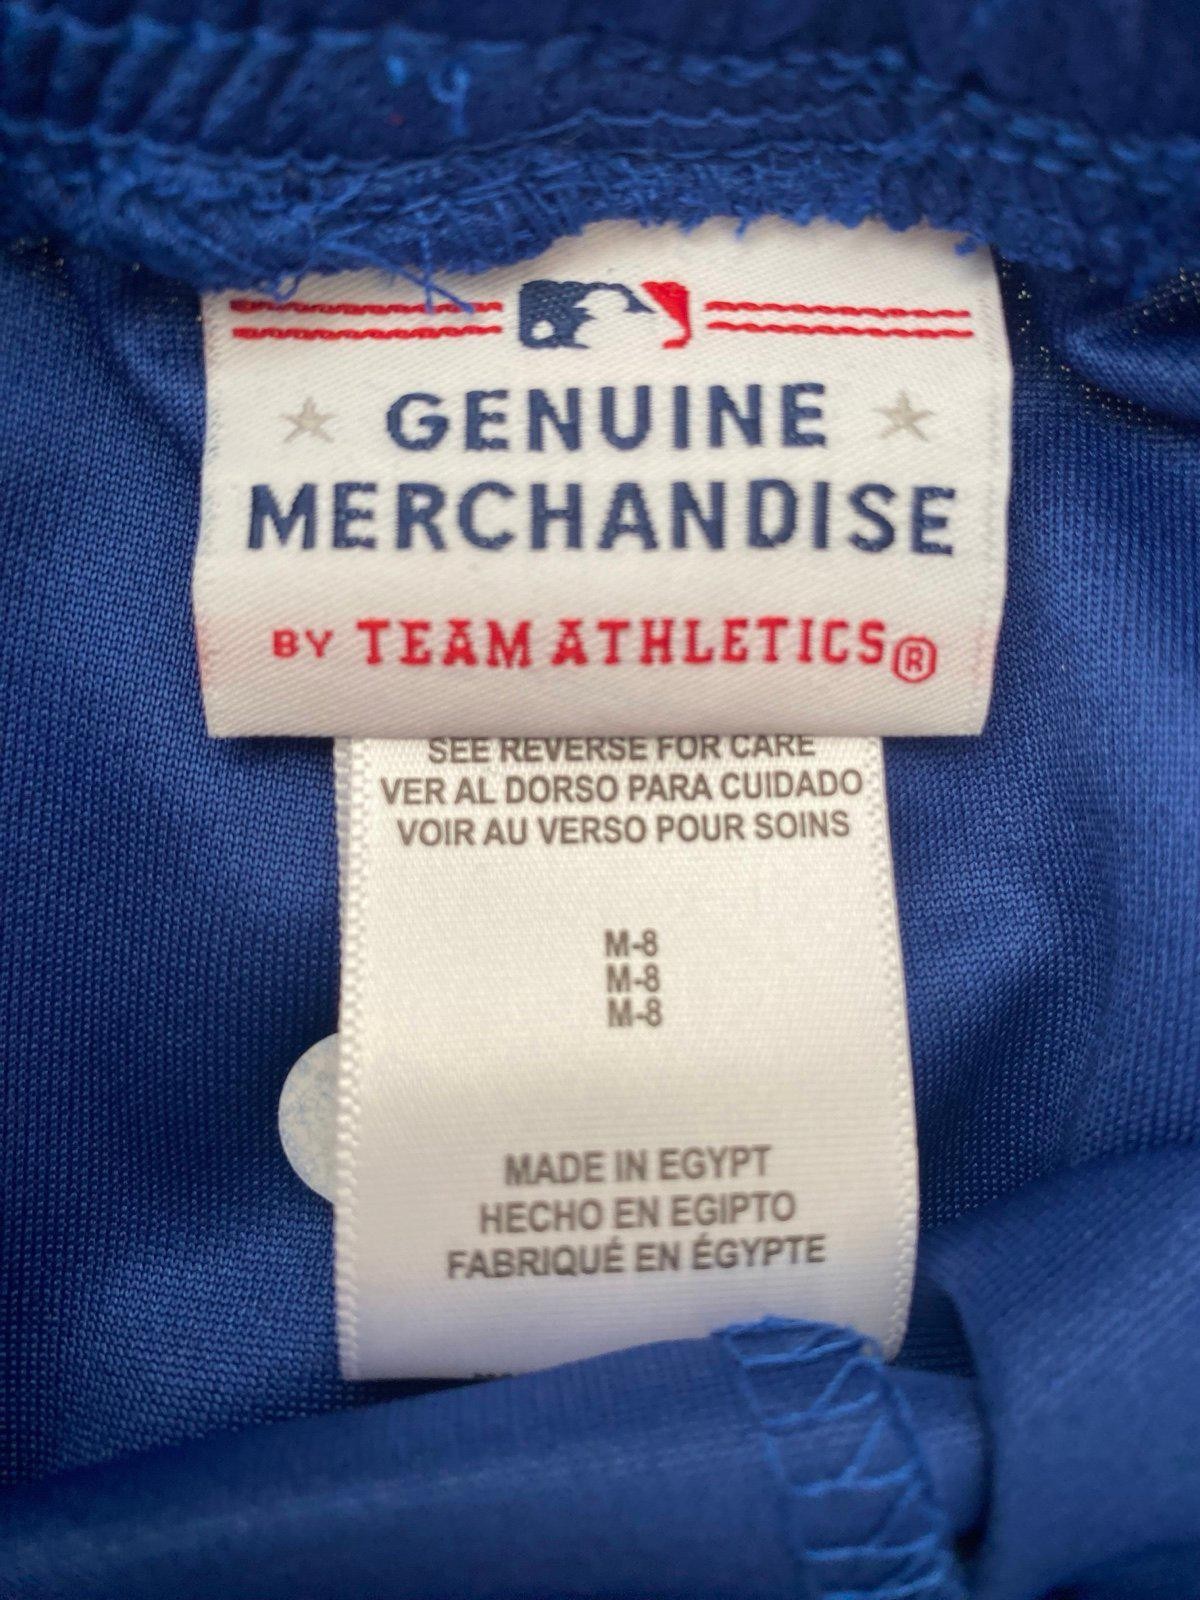 GENUINE
MERCHANDISE
BY TEAM ATHLETICS®
SEE REVERSE FOR CARE
VER AL DORSO PARA CUIDADO
VOIR AU VERSO POUR SOINS
M-8
M-8
M-8
MADE IN EGYPT
HECHO EN EGIPTO
FABRIQUÉ EN ÉGYPTE